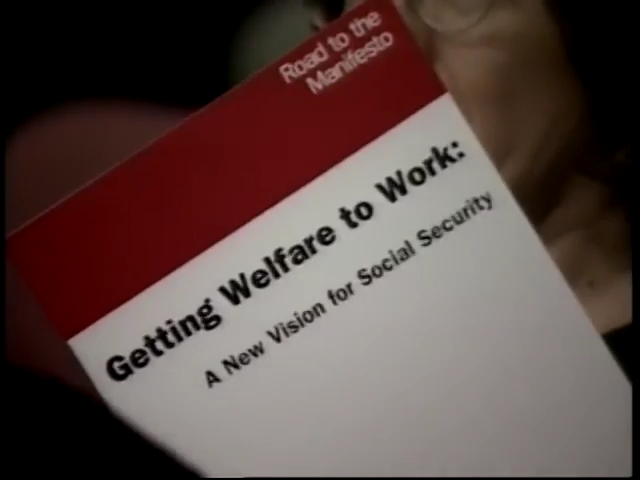 Road to the
Manifesto
Getting Welfare to Work:
A New Vision for Social Security